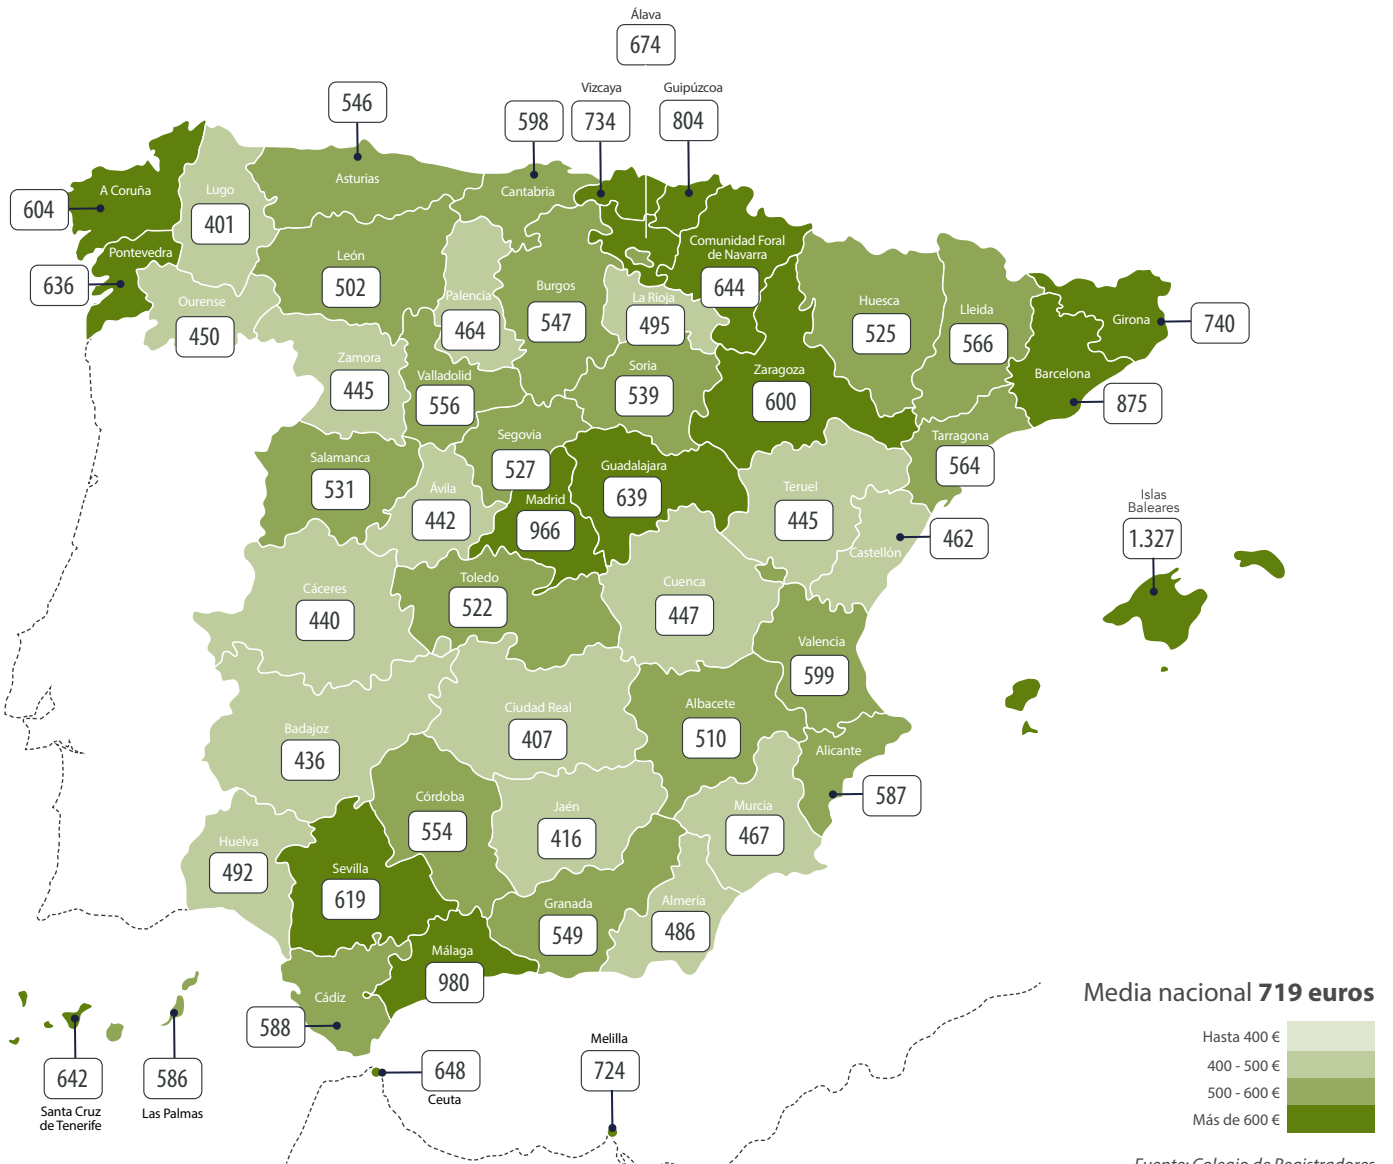 Álava
674
Vizcaya
734
Guipúzcoa
804
546
598
Asturias
Cantabria
A Coruña
604
Lugo
401
Pontevedra
636
Ourense
450
León
502
Palencia
464
Burgos
547
La Rioja
495
Comunidad Foral
de Navarra
644
Huesca
525
Lleida
566
Girona
740
Barcelona
875
Zamora
445
Valladolid
556
Soria
539
Zaragoza
600
Tarragona
564
Salamanca
531
Ávila
442
Segovia
527
Madrid
966
Guadalajara
639
Teruel
445
Castellón
462
Islas
Baleares
1.327
Cáceres
440
Toledo
522
Cuenca
447
Valencia
599
Badajoz
436
Ciudad Real
407
Albacete
510
Alicante
587
Huelva
492
Sevilla
619
Córdoba
554
Jaén
416
Murcia
467
Granada
549
Almería
486
Málaga
980
Cádiz
588
642
Santa Cruz
de Tenerife
586
Las Palmas
648
Ceuta
Melilla
724
Media nacional 719 euros
Hasta 400 €
400 - 500 €
500 - 600 €
Más de 600 €
Fuente: Colegio de Registradores